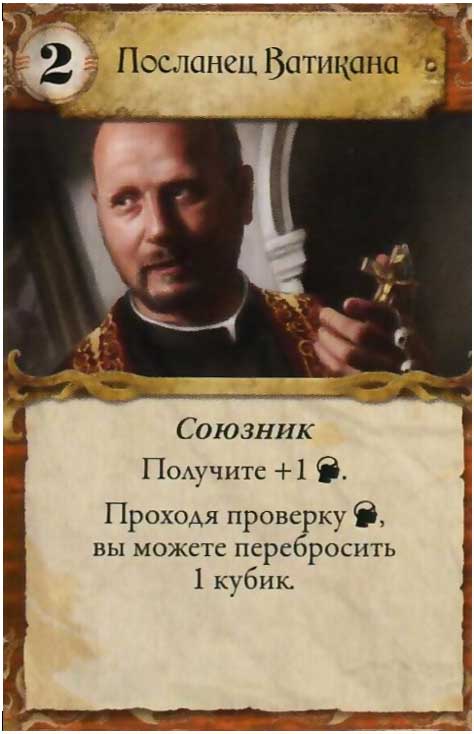 2
Посланец Ватикана
Союзник
Получите +1 .
Проходя проверку ,
вы можете перебросить
1 кубик.